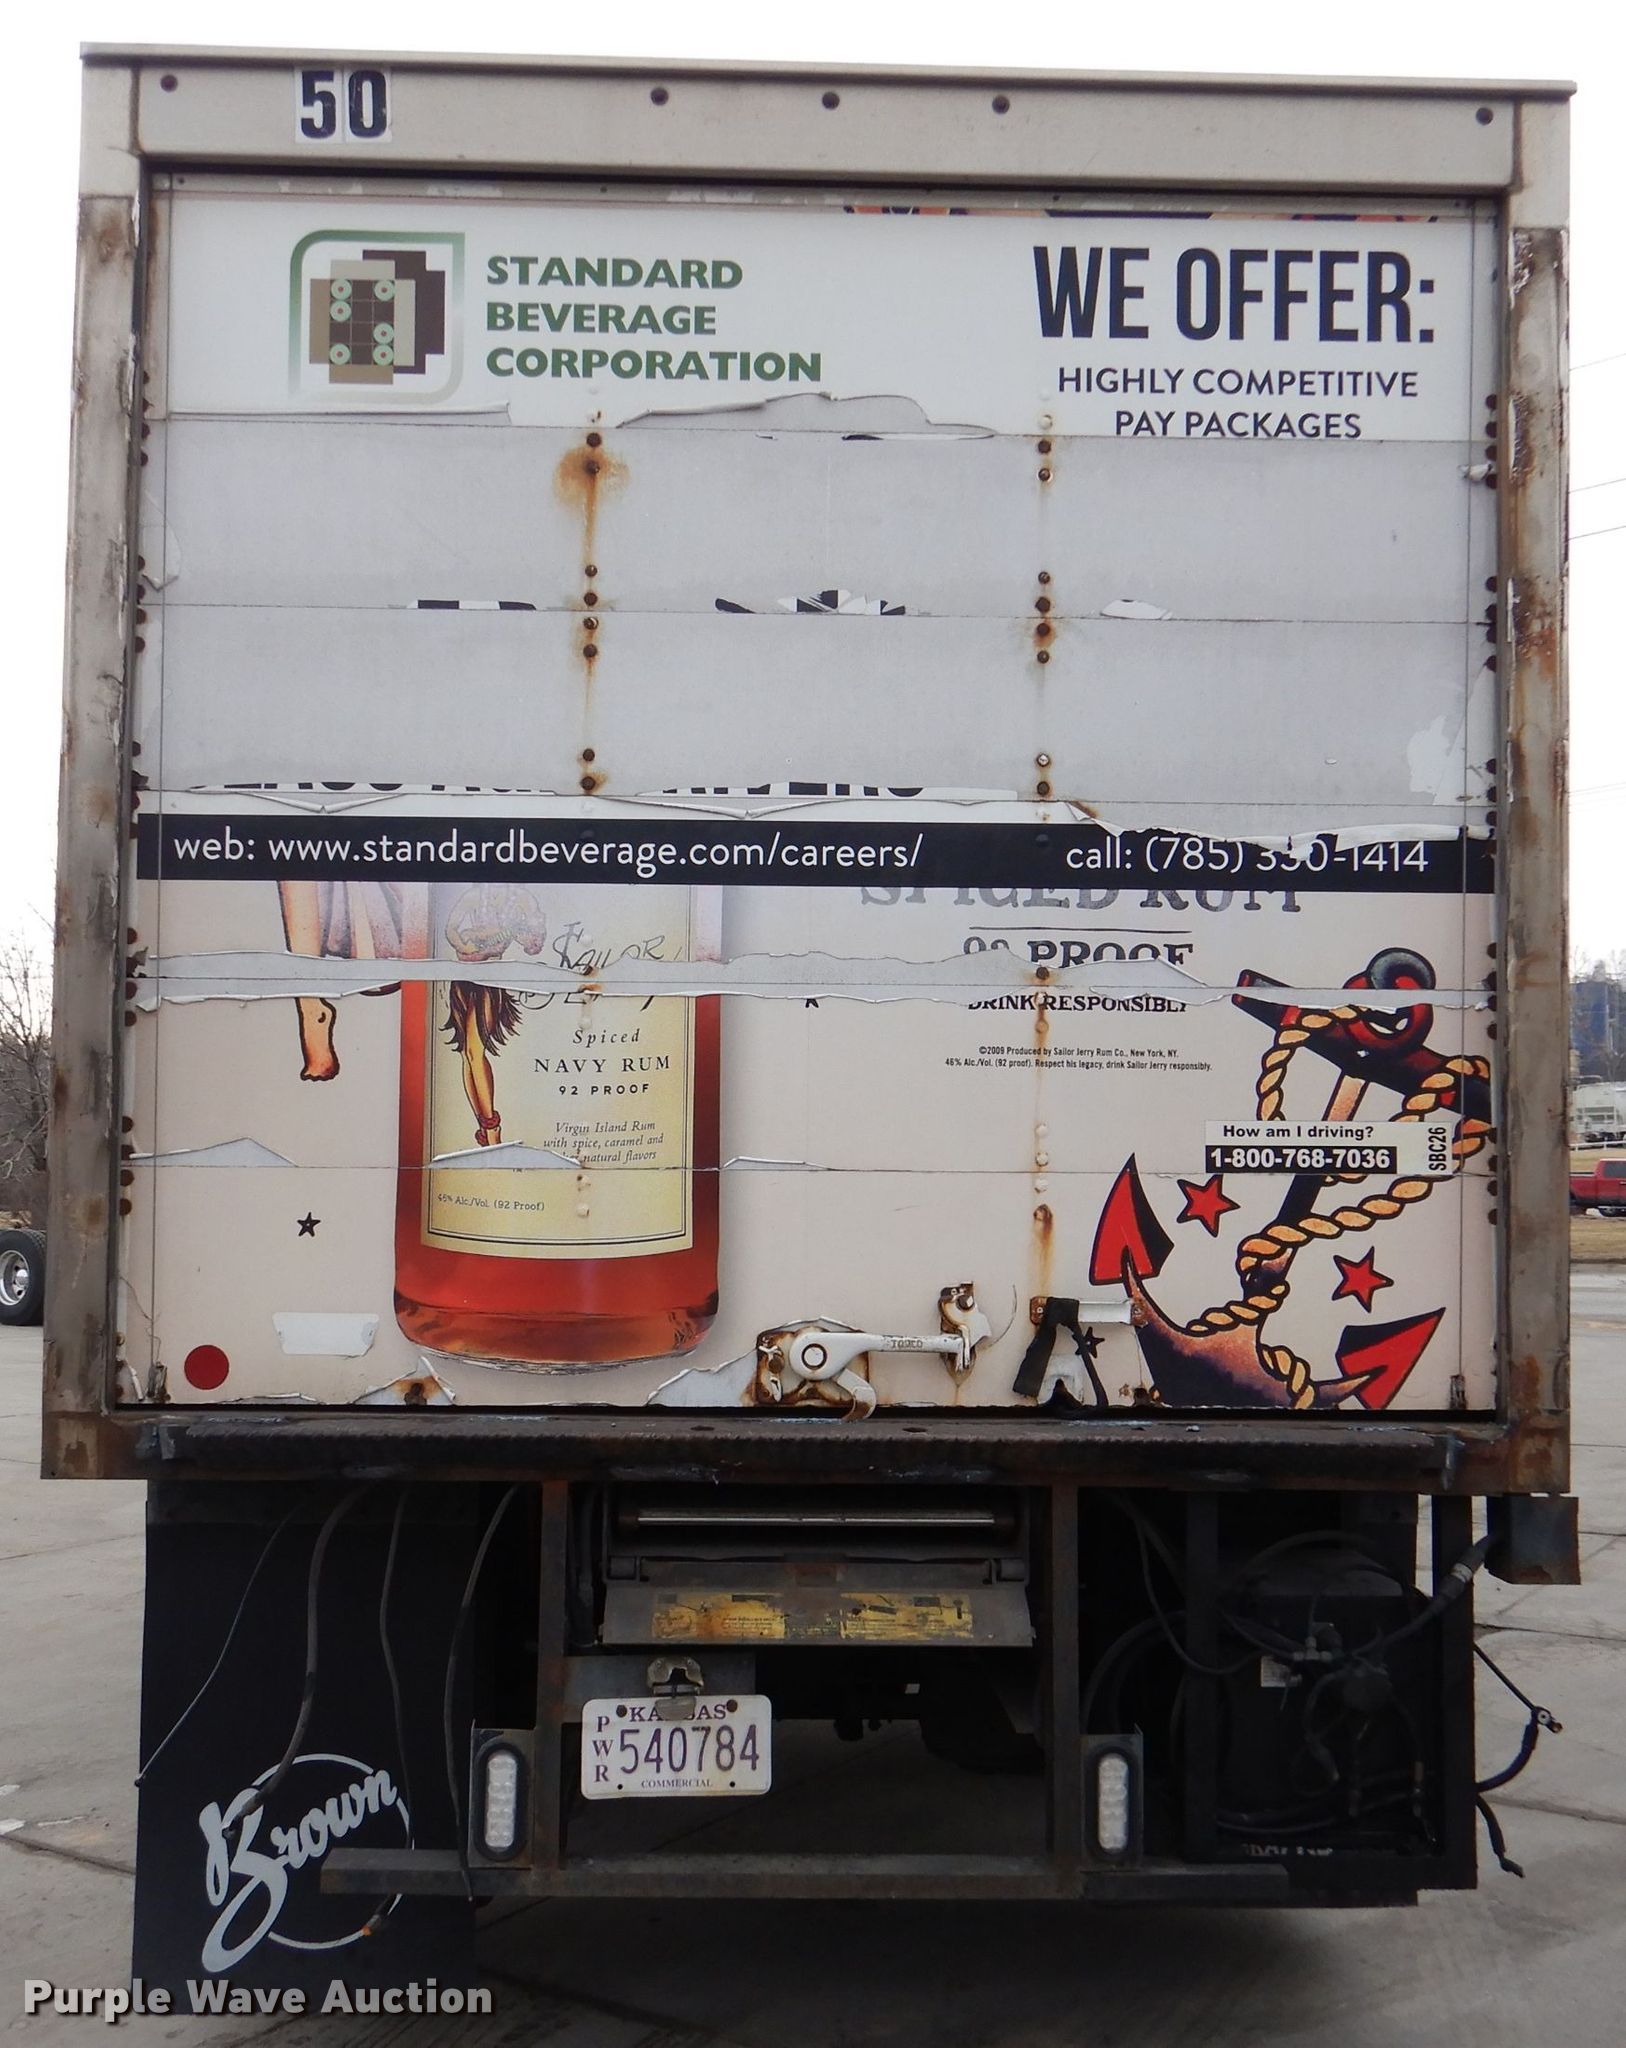 50
STANDARD
BEVERAGE
CORPORATION
WE OFFER:
HIGHLY COMPETITIVE
PAY PACKAGES
web: www.standardbeverage.com/careers/
call: (785) 330-1414
SPICED RUM
92 PROOF
DRINK RESPONSIBLY
©2009 Produced by Sailor Jerry Rum Co., New York, NY.
46% Alc./Vol. (92 proof). Respect his legacy, drink Sailor Jerry responsibly.
SAILOR
Spiced
NAVY RUM
92 PROOF
Virgin Island Rum
with spice, caramel and
natural flavors
46% Alc./Vol. (92 Proof)
How am I driving?
1-800-768-7036
SBC26
TODCO
KANSAS
PWR
540784
COMMERCIAL
Brown
Purple Wave Auction